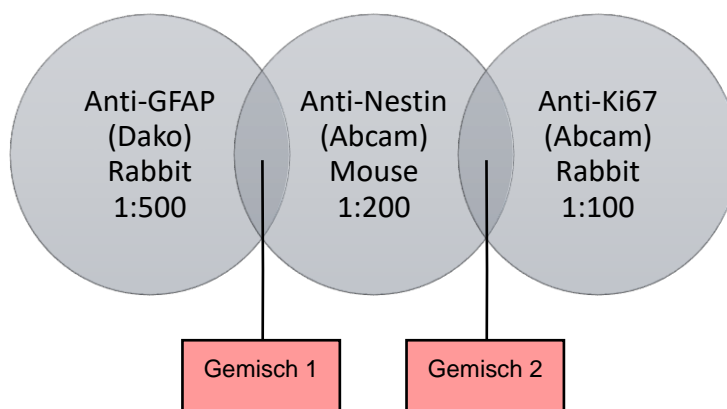 Anti-GFAP
(Dako)
Rabbit
1:500
Anti-Nestin
(Abcam)
Mouse
1:200
Anti-Ki67
(Abcam)
Rabbit
1:100
Gemisch 1
Gemisch 2